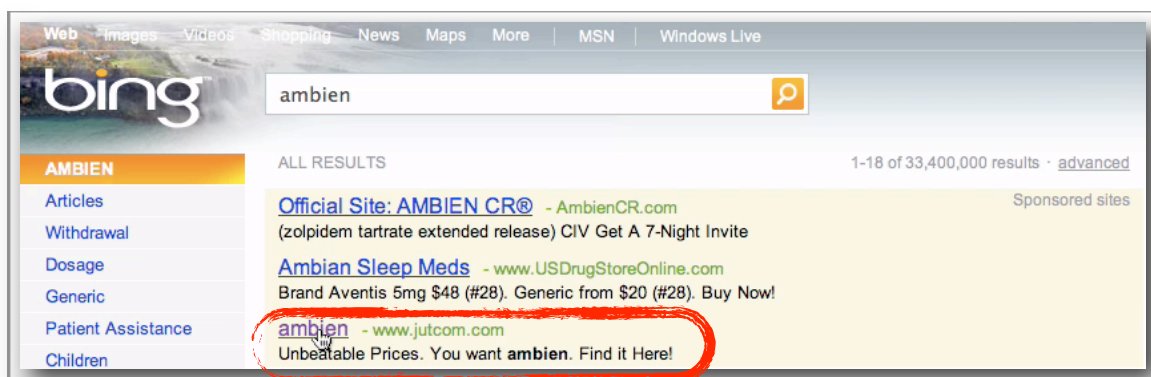 Web Images Videos Shopping News Maps More MSN Windows Live
bing
ambien
AMBIEN
Articles
Withdrawal
Dosage
Generic
Patient Assistance
Children
ALL RESULTS
1-18 of 33,400,000 results · advanced
Sponsored sites
Official Site: AMBIEN CR® - AmbienCR.com
(zolpidem tartrate extended release) CIV Get A 7-Night Invite
Ambian Sleep Meds - www.USDrugStoreOnline.com
Brand Aventis 5mg $48 (#28). Generic from $20 (#28). Buy Now!
ambien - www.jutcom.com
Unbeatable Prices. You want ambien. Find it Here!